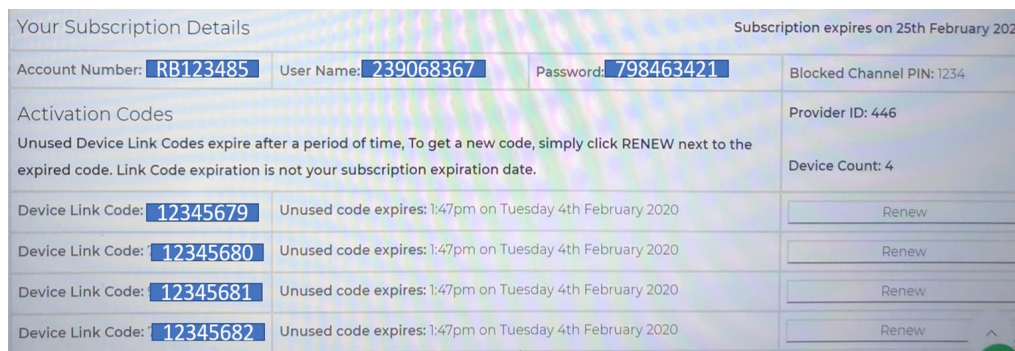 Your Subscription Details
Subscription expires on 25th February 202
Account Number: RB123485
User Name: 239068367
Password: 798463421
Blocked Channel PIN: 1234
Activation Codes
Provider ID: 446
Unused Device Link Codes expire after a period of time, To get a new code, simply click RENEW next to the
expired code. Link Code expiration is not your subscription expiration date.
Device Count: 4
Device Link Code: 12345679
Unused code expires: 1:47pm on Tuesday 4th February 2020
Renew
Device Link Code: 12345680
Unused code expires: 1:47pm on Tuesday 4th February 2020
Renew
Device Link Code: 12345681
Unused code expires: 1:47pm on Tuesday 4th February 2020
Renew
Device Link Code: 12345682
Unused code expires: 1:47pm on Tuesday 4th February 2020
Renew